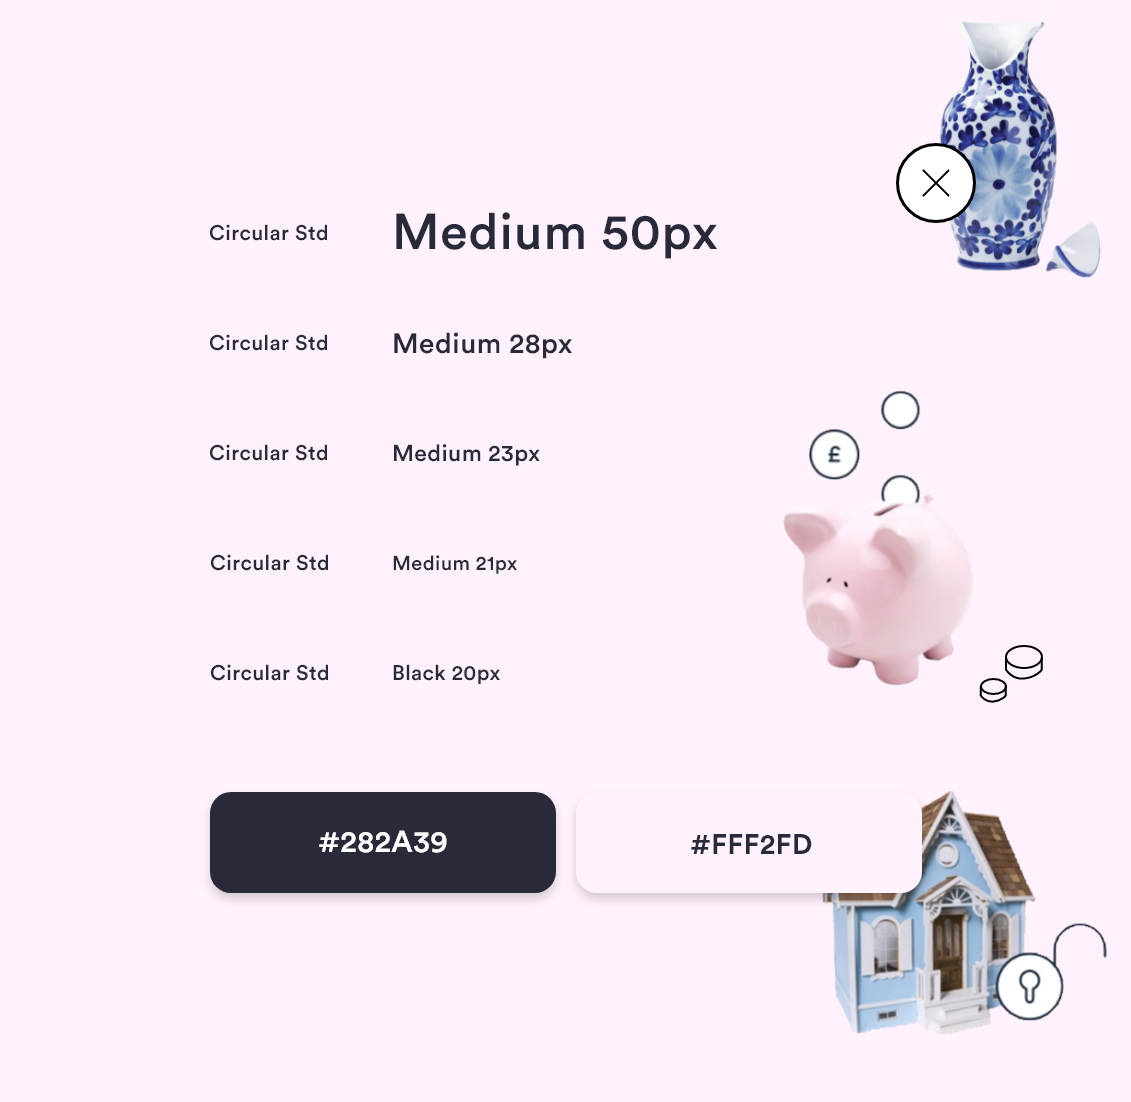 Circular Std Medium 50px
Circular Std Medium 28px
Circular Std Medium 23px
£
Circular Std Medium 21px
Circular Std Black 20px
#282A39 #FFF2FD